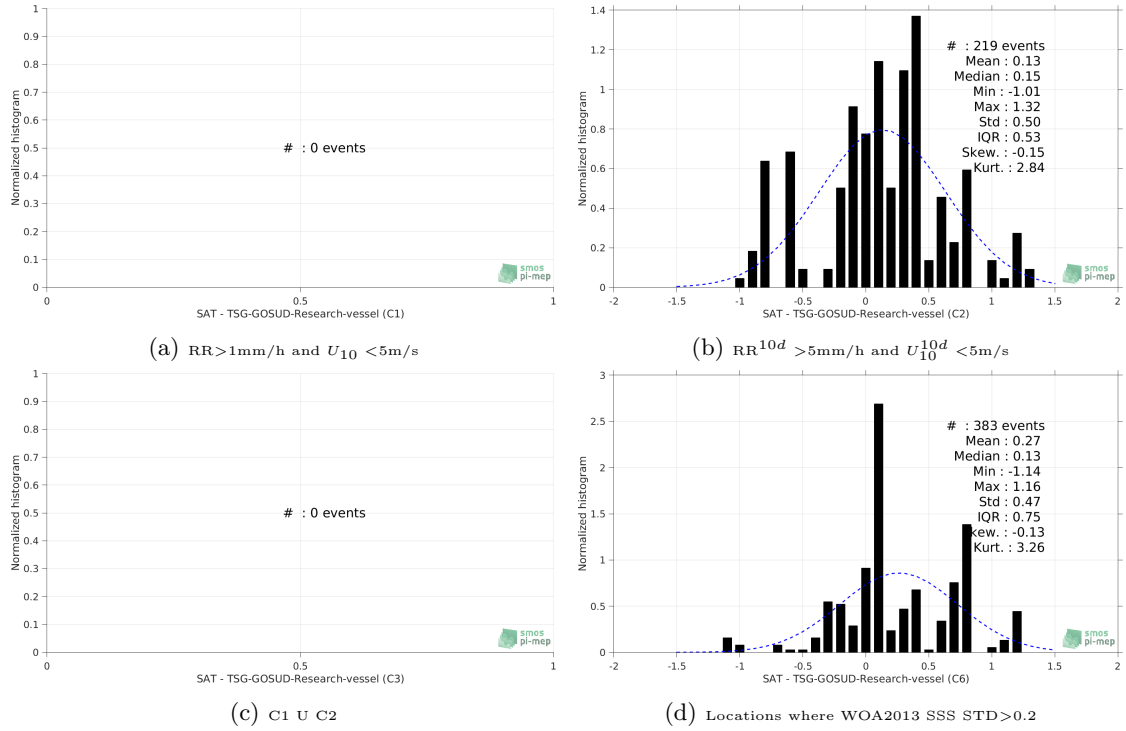 1
0.9
0.8
0.7
0.6
0.5
0.4
0.3
0.2
0.1
0
0
0.5
1
Normalized histogram
# : 0 events
smos
pi-mep
SAT - TSG-GOSUD-Research-vessel (C1)
(a) RR>1mm/h and U10 <5m/s
1.4
1.2
1
0.8
0.6
0.4
0.2
0
-2
-1.5
-1
-0.5
0
0.5
1
1.5
2
Normalized histogram
# : 219 events
Mean : 0.13
Median : 0.15
Min : -1.01
Max : 1.32
Std : 0.50
IQR : 0.53
Skew. : -0.15
Kurt. : 2.84
smos
pi-mep
SAT - TSG-GOSUD-Research-vessel (C2)
(b) RR10d >5mm/h and U10d10 <5m/s
1
0.9
0.8
0.7
0.6
0.5
0.4
0.3
0.2
0.1
0
0
0.5
1
Normalized histogram
# : 0 events
smos
pi-mep
SAT - TSG-GOSUD-Research-vessel (C3)
(c) C1 U C2
3
2.5
2
1.5
1
0.5
0
-2
-1.5
-1
-0.5
0
0.5
1
1.5
2
Normalized histogram
# : 383 events
Mean : 0.27
Median : 0.13
Min : -1.14
Max : 1.16
Std : 0.47
IQR : 0.75
kew. : -0.13
Kurt. : 3.26
smos
pi-mep
SAT - TSG-GOSUD-Research-vessel (C6)
(d) Locations where WOA2013 SSS STD>0.2